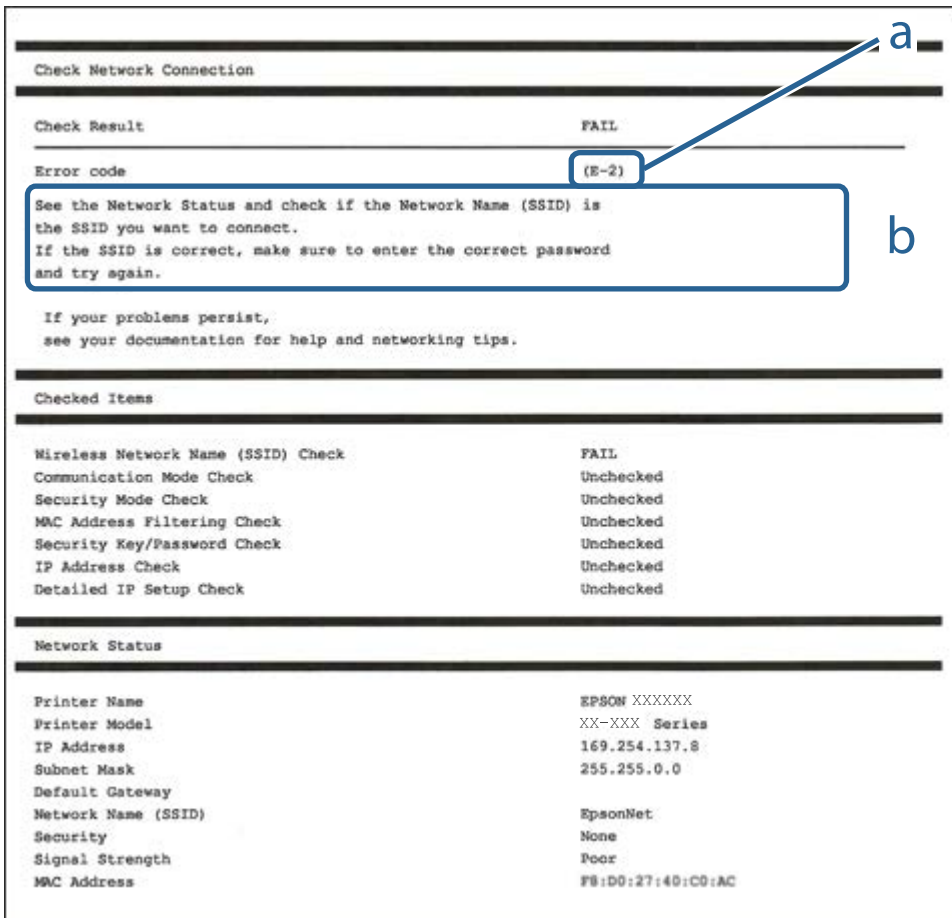 a
Check Network Connection
Check Result FAIL
Error code (E-2)
See the Network Status and check if the Network Name (SSID) is
the SSID you want to connect.
If the SSID is correct, make sure to enter the correct password
and try again.
b
If your problems persist,
see your documentation for help and networking tips.
Checked Items
Wireless Network Name (SSID) Check FAIL
Communication Mode Check Unchecked
Security Mode Check Unchecked
MAC Address Filtering Check Unchecked
Security Key/Password Check Unchecked
IP Address Check Unchecked
Detailed IP Setup Check Unchecked
Network Status
Printer Name EPSON XXXXXX
Printer Model XX-XXX Series
IP Address 169.254.137.8
Subnet Mask 255.255.0.0
Default Gateway
Network Name (SSID) EpsonNet
Security None
Signal Strength Poor
MAC Address F8:D0:27:40:C0:AC